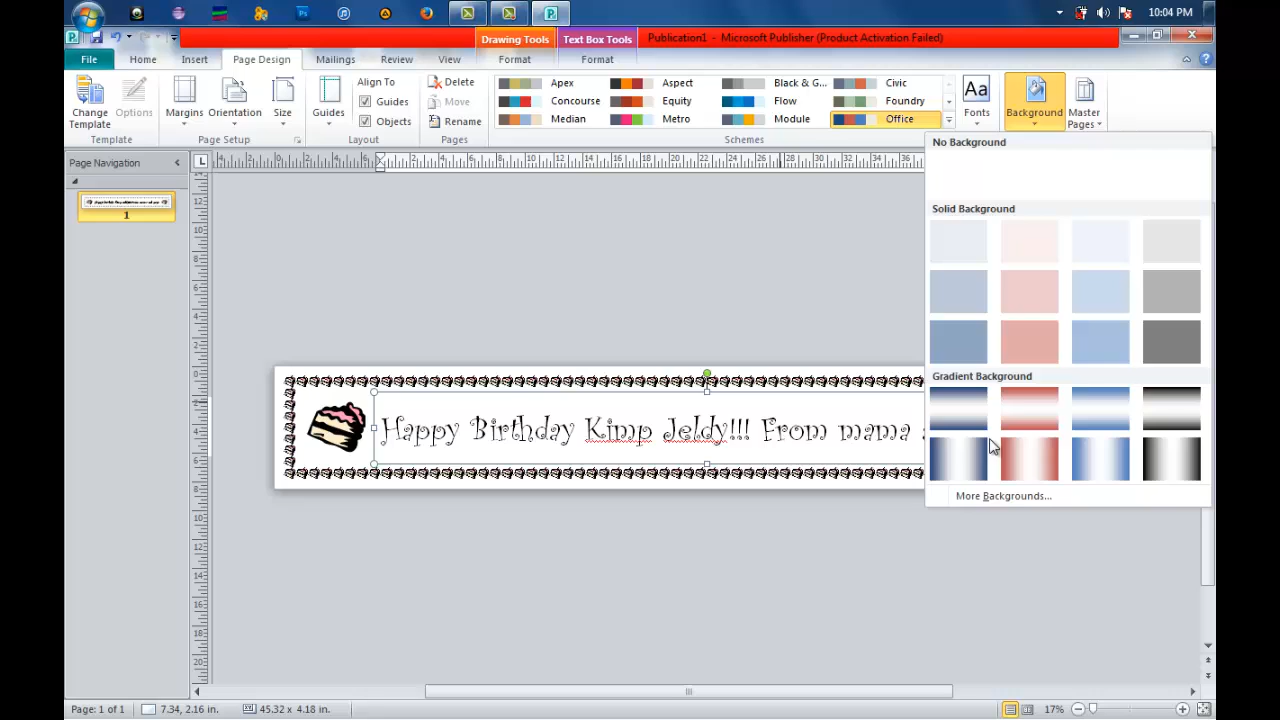 10:04 PM
Drawing Tools Text Box Tools Publication1 - Microsoft Publisher (Product Activation Failed)
File Home Insert Page Design Mailings Review View Format Format
Change Template Options
Template
Margins Orientation Size
Page Setup
Guides
Align To
Guides
Objects
Layout
Delete
Move
Rename
Pages
Apex Aspect Black & G... Civic
Concourse Equity Flow Foundry
Median Metro Module Office
Schemes
Fonts
Background
Master Pages
Page Navigation
1
No Background
Solid Background
Gradient Background
More Backgrounds...
Happy Birthday Kimp Jeldy!!! From mama
Page: 1 of 1 7.34, 2.16 in. 45.32 x 4.18 in. 17%